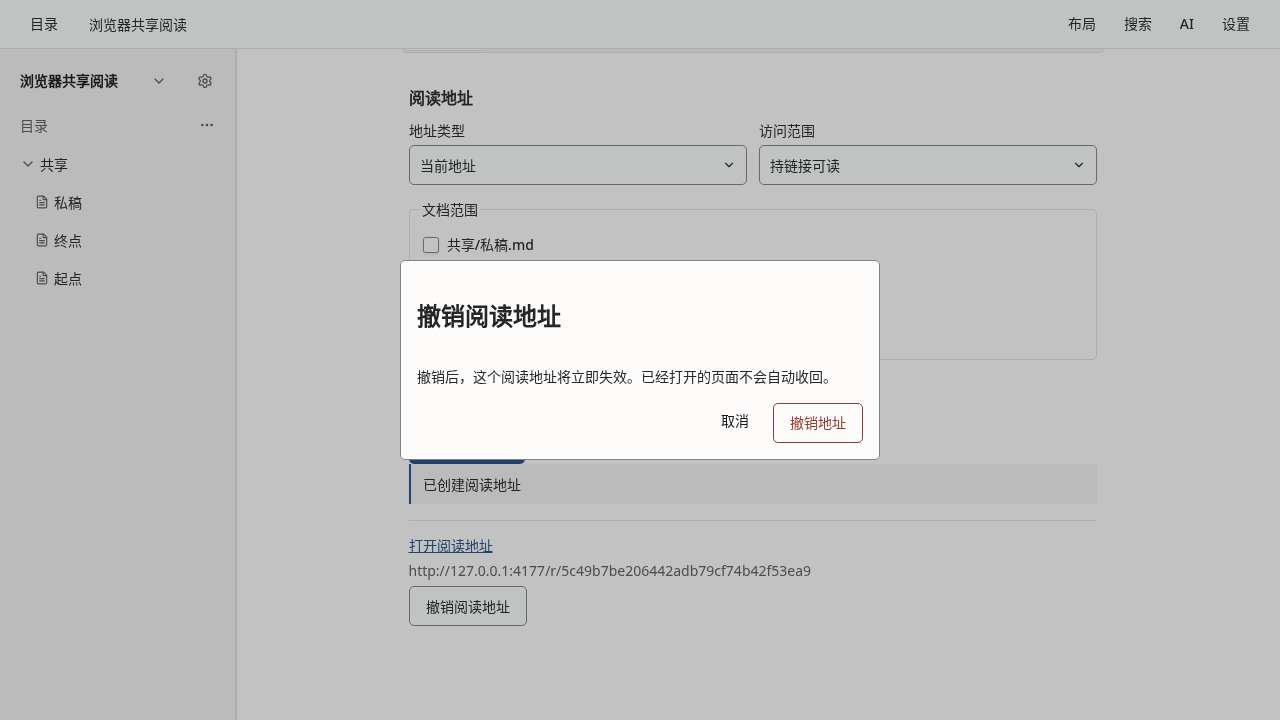 目录 浏览器共享阅读 布局 搜索 AI 设置
浏览器共享阅读
目录
共享
私稿
终点
起点
阅读地址
地址类型 访问范围
当前地址 持链接可读
文档范围
共享/私稿.md
撤销阅读地址
撤销后，这个阅读地址将立即失效。已经打开的页面不会自动收回。
取消 撤销地址
已创建阅读地址
打开阅读地址
http://127.0.0.1:4177/r/5c49b7be206442adb79cf74b42f53ea9
撤销阅读地址